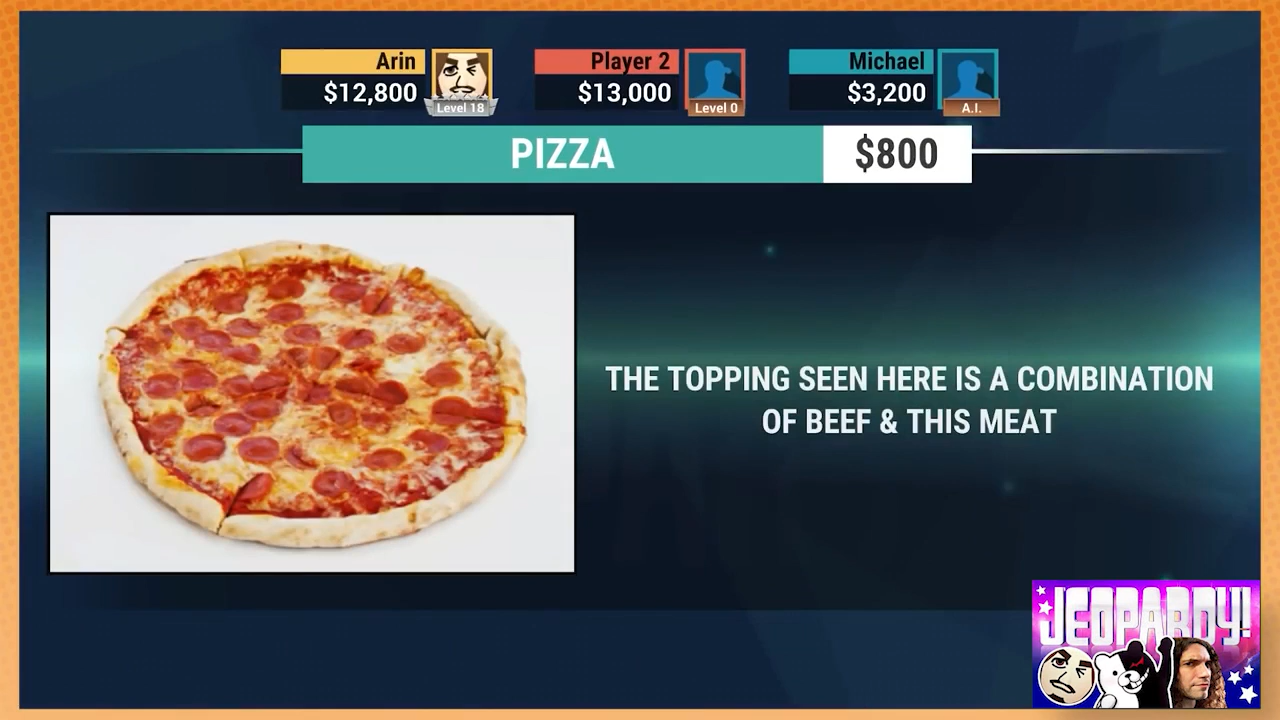 Arin
$12,800
Level 18
Player 2
$13,000
Level 0
Michael
$3,200
A.I.
PIZZA
$800
THE TOPPING SEEN HERE IS A COMBINATION
OF BEEF & THIS MEAT
JEOPARDY!